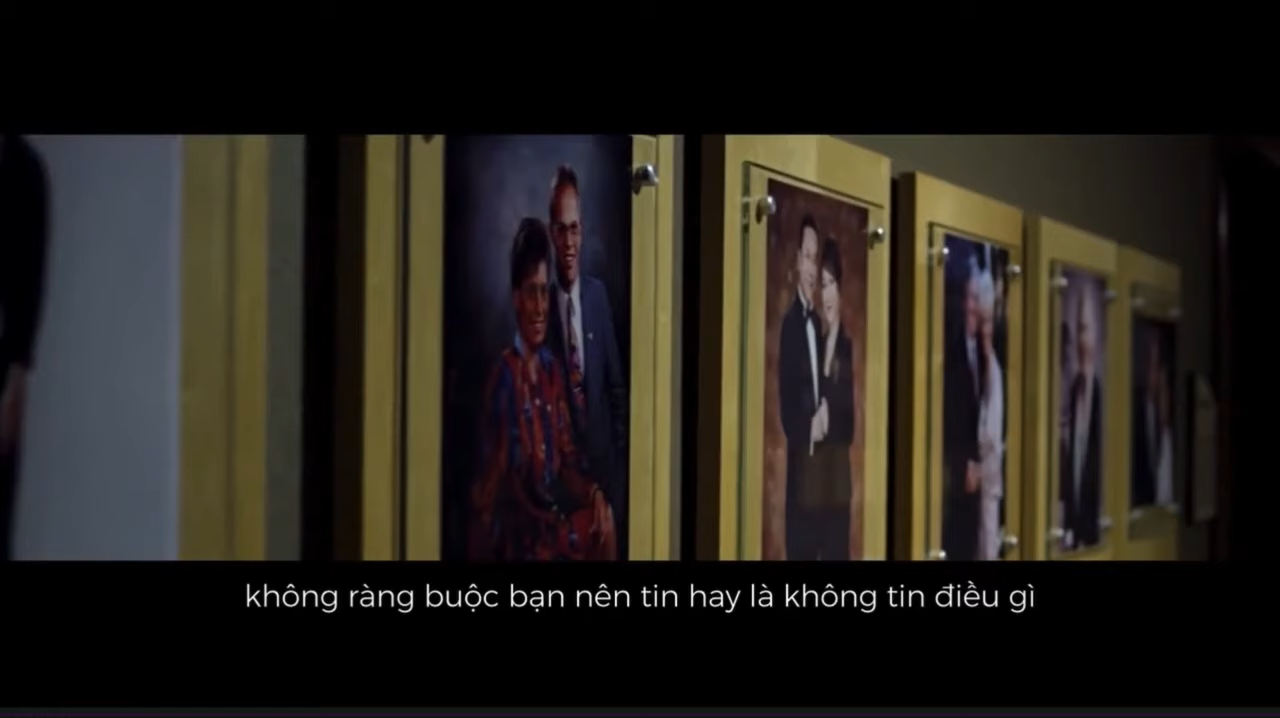 không ràng buộc bạn nên tin hay là không tin điều gì